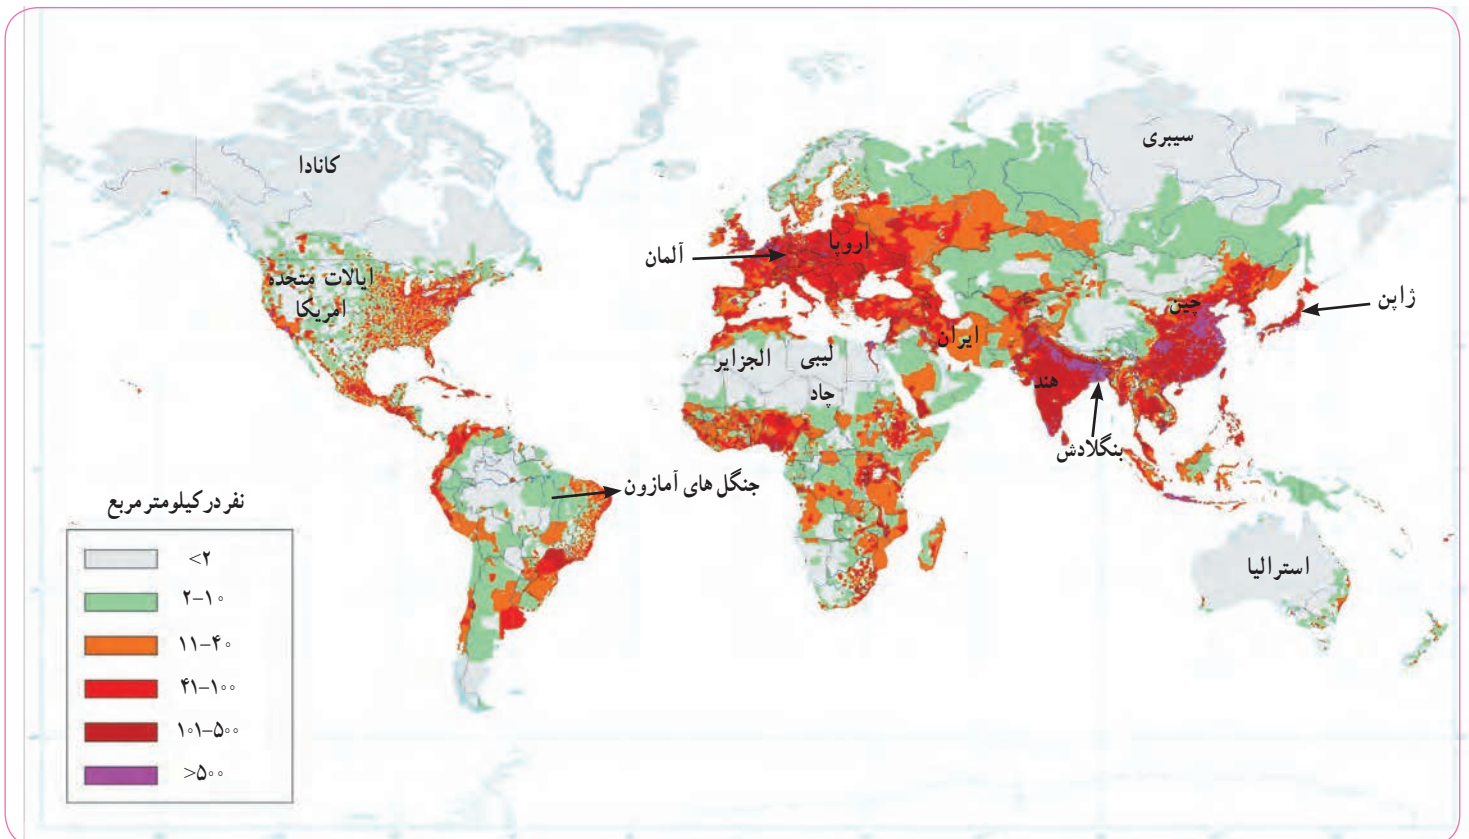 سیبری
کانادا
اروپا
آلمان
ایالات متحده
امریکا
ژاپن
چین
ایران
لیبی
الجزایر
چاد
هند
بنگلادش
جنگل های آمازون
استرالیا
نفر در کیلومتر مربع
<۲
۲–۱۰
۱۱–۴۰
۴۱–۱۰۰
۱۰۱–۵۰۰
>۵۰۰